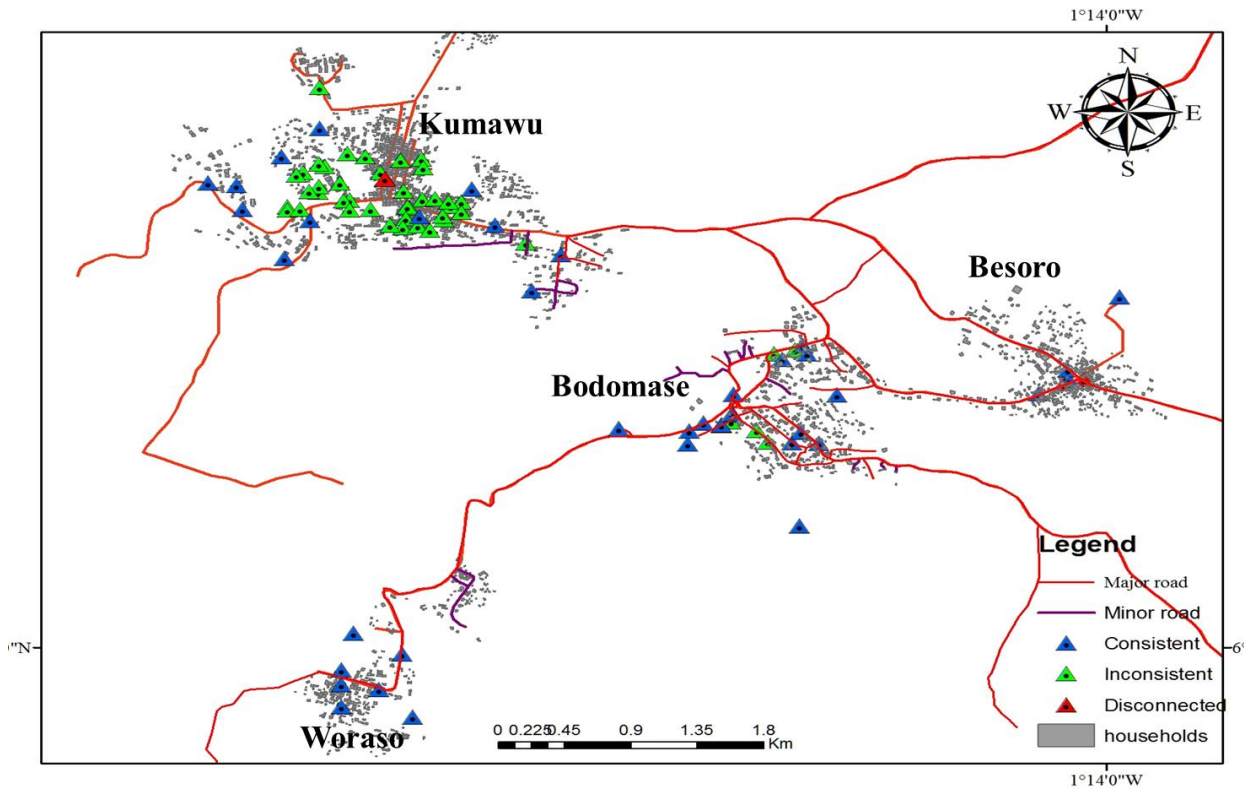 1°14'0"W
N
W E
S
Kumawu
Besoro
Bodomase
Legend
Major road
Minor road
Consistent
Inconsistent
Disconnected
households
"N
6°
Woraso
0 0.225 0.45 0.9 1.35 1.8
Km
1°14'0"W